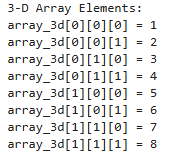 3-D Array Elements:
array_3d[0][0][0] = 1
array_3d[0][0][1] = 2
array_3d[0][1][0] = 3
array_3d[0][1][1] = 4
array_3d[1][0][0] = 5
array_3d[1][0][1] = 6
array_3d[1][1][0] = 7
array_3d[1][1][1] = 8